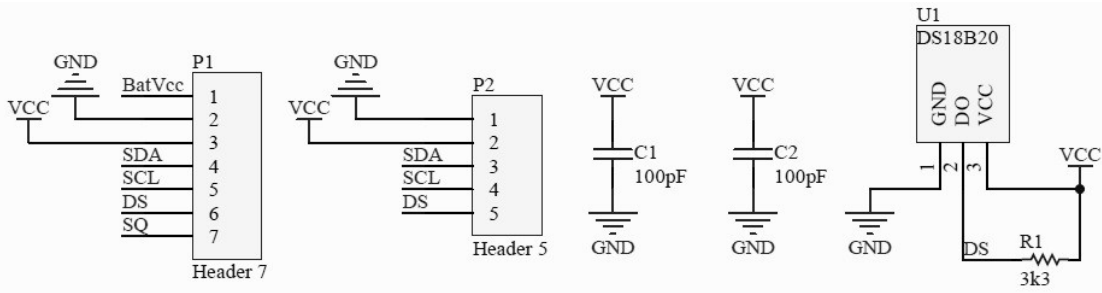 P1
GND
BatVcc
VCC
1
2
3
SDA
4
SCL
5
DS
6
SQ
7
Header 7
P2
GND
VCC
1
2
SDA
3
SCL
4
DS
5
Header 5
VCC
C1
100pF
GND
VCC
C2
100pF
GND
U1
DS18B20
GND
DO
VCC
1
2
3
VCC
GND
DS
R1
3k3